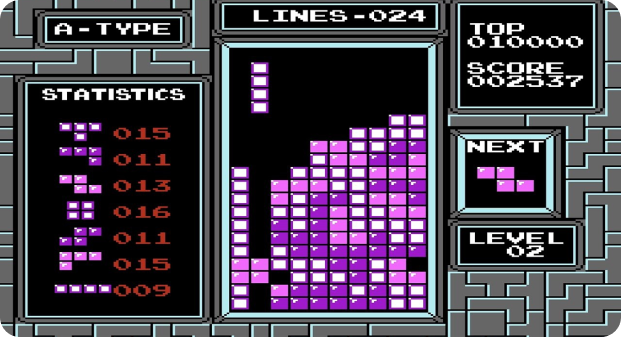 A-TYPE
LINES-024
TOP
010000
SCORE
002537
STATISTICS
015
011
013
016
011
015
009
NEXT
LEVEL
02